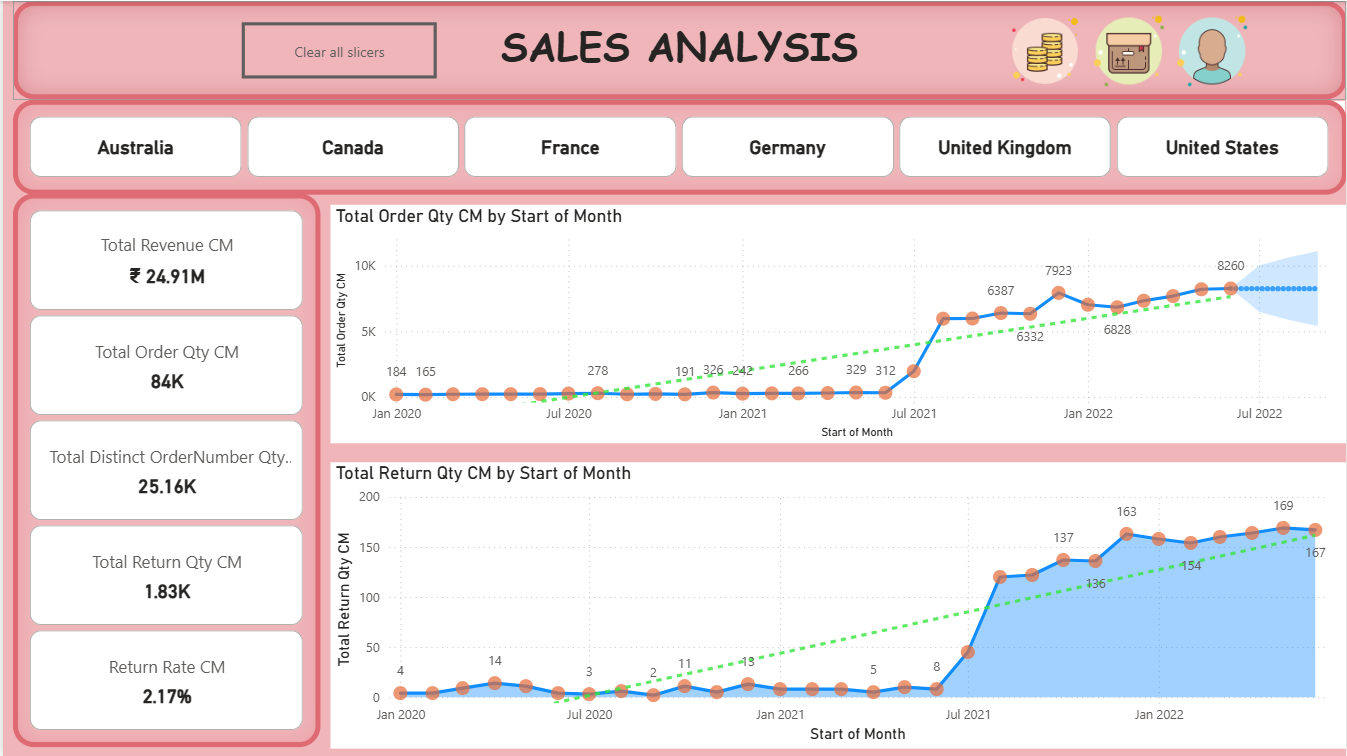 Clear all slicers
SALES ANALYSIS
Australia
Canada
France
Germany
United Kingdom
United States
Total Revenue CM
₹ 24.91M
Total Order Qty CM
84K
Total Distinct OrderNumber Qty..
25.16K
Total Return Qty CM
1.83K
Return Rate CM
2.17%
Total Order Qty CM by Start of Month
Total Order Qty CM
10K
5K
0K
184
165
278
191
326
242
266
329
312
6387
6332
7923
6828
8260
Jan 2020
Jul 2020
Jan 2021
Jul 2021
Jan 2022
Jul 2022
Start of Month
Total Return Qty CM by Start of Month
Total Return Qty CM
200
150
100
50
0
4
14
3
2
11
13
5
8
137
136
163
154
169
167
Jan 2020
Jul 2020
Jan 2021
Jul 2021
Jan 2022
Start of Month